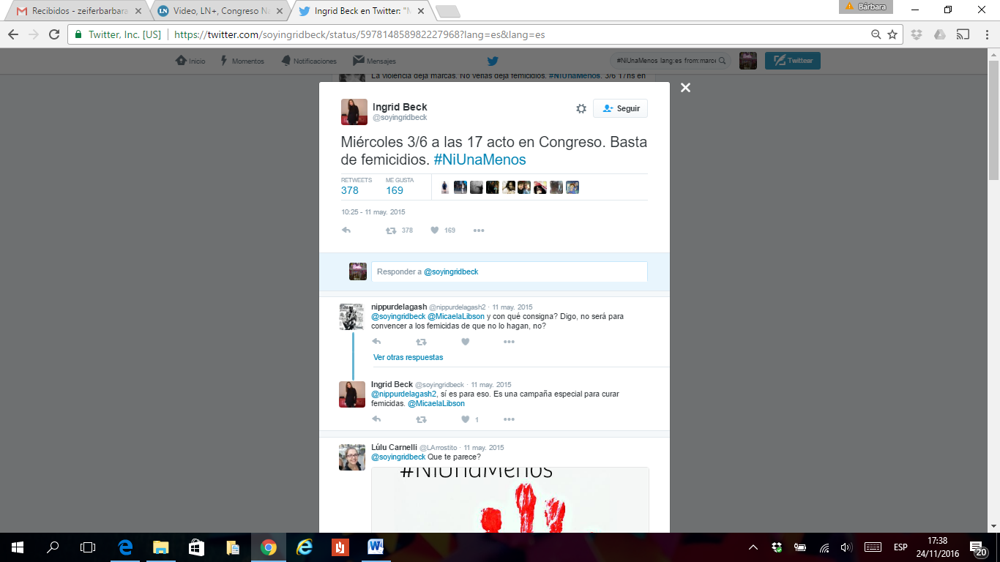 Recibidos - zeiferbarbara
Video, LN+, Congreso Na
Ingrid Beck en Twitter: "M
Bárbara
Twitter, Inc. [US]
https://twitter.com/soyingridbeck/status/597814858982227968?lang=es&lang=es
Inicio
Momentos
Notificaciones
Mensajes
#NiUnaMenos lang:es from:marce
Twittear
La violencia deja marcas. No verlas deja femicidios. #NiUnaMenos. 3/6 17hs en
Ingrid Beck
@soyingridbeck
Seguir
Miércoles 3/6 a las 17 acto en Congreso. Basta
de femicidios. #NiUnaMenos
RETWEETS
378
ME GUSTA
169
10:25 - 11 may. 2015
378
169
Responder a @soyingridbeck
nippurdelagash @nippurdelagash2 · 11 may. 2015
@soyingridbeck @MicaelaLibson y con qué consigna? Digo, no será para
convencer a los femicidas de que no lo hagan, no?
Ver otras respuestas
Ingrid Beck @soyingridbeck · 11 may. 2015
@nippurdelagash2, sí es para eso. Es una campaña especial para curar
femicidas. @MicaelaLibson
1
Lúlu Carnelli @LArrostito · 11 may. 2015
@soyingridbeck Que te parece?
#NiUnaMenos
ESP
17:38
24/11/2016
20